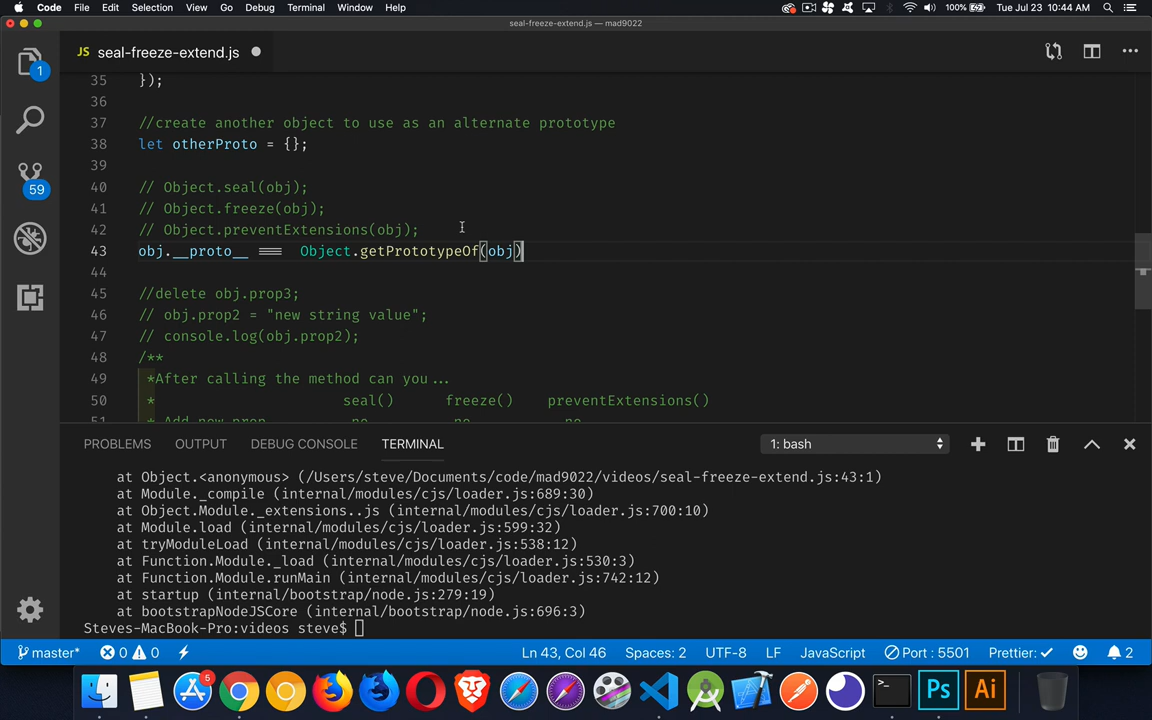 Code File Edit Selection View Go Debug Terminal Window Help 100% Tue Jul 23 10:44 AM
seal-freeze-extend.js — mad9022
JS seal-freeze-extend.js
1
35 });
36
37 //create another object to use as an alternate prototype
38 let otherProto = {};
39
40 // Object.seal(obj);
41 // Object.freeze(obj);
42 // Object.preventExtensions(obj);
43 obj.__proto__ === Object.getPrototypeOf(obj)
44
45 //delete obj.prop3;
46 // obj.prop2 = "new string value";
47 // console.log(obj.prop2);
48 /**
49 *After calling the method can you...
50 * seal() freeze() preventExtensions()
51 * Add new prop no no no
59
PROBLEMS OUTPUT DEBUG CONSOLE TERMINAL 1: bash
at Object.<anonymous> (/Users/steve/Documents/code/mad9022/videos/seal-freeze-extend.js:43:1)
at Module._compile (internal/modules/cjs/loader.js:689:30)
at Object.Module._extensions..js (internal/modules/cjs/loader.js:700:10)
at Module.load (internal/modules/cjs/loader.js:599:32)
at tryModuleLoad (internal/modules/cjs/loader.js:538:12)
at Function.Module._load (internal/modules/cjs/loader.js:530:3)
at Function.Module.runMain (internal/modules/cjs/loader.js:742:12)
at startup (internal/bootstrap/node.js:279:19)
at bootstrapNodeJSCore (internal/bootstrap/node.js:696:3)
Steves-MacBook-Pro:videos steve$
master* 0 0 Ln 43, Col 46 Spaces: 2 UTF-8 LF JavaScript Port : 5501 Prettier: 2
5
Ps Ai